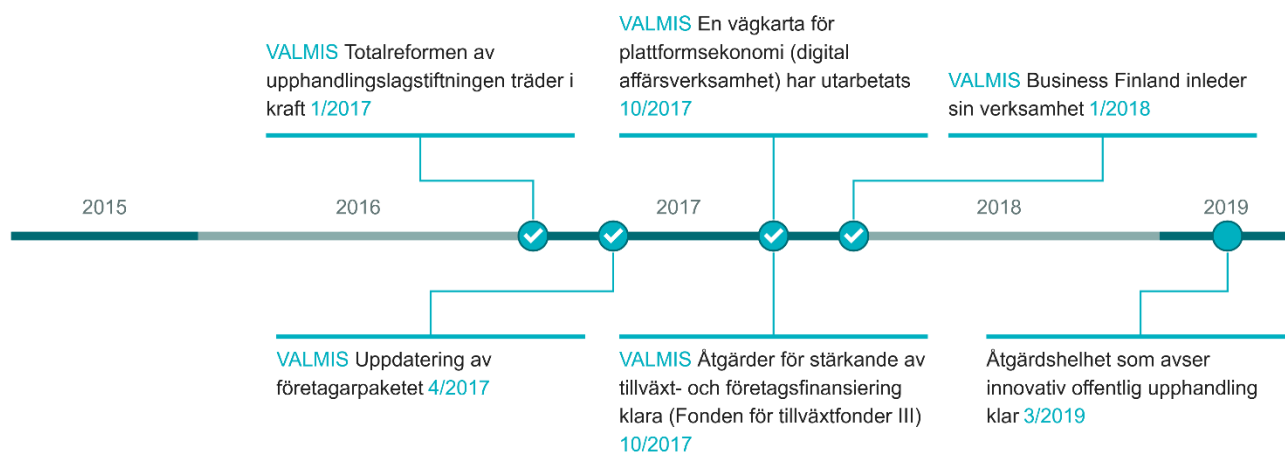 VALMIS Totalreformen av
upphandlingslagstiftningen träder i
kraft 1/2017
VALMIS En vägkarta för
plattformsekonomi (digital
affärsverksamhet) har utarbetats
10/2017
VALMIS Business Finland inleder
sin verksamhet 1/2018
2015
2016
2017
2018
2019
VALMIS Uppdatering av
företagarpaketet 4/2017
VALMIS Åtgärder för stärkande av
tillväxt- och företagsfinansiering
klara (Fonden för tillväxtfonder III)
10/2017
Åtgärdshelhet som avser
innovativ offentlig upphandling
klar 3/2019